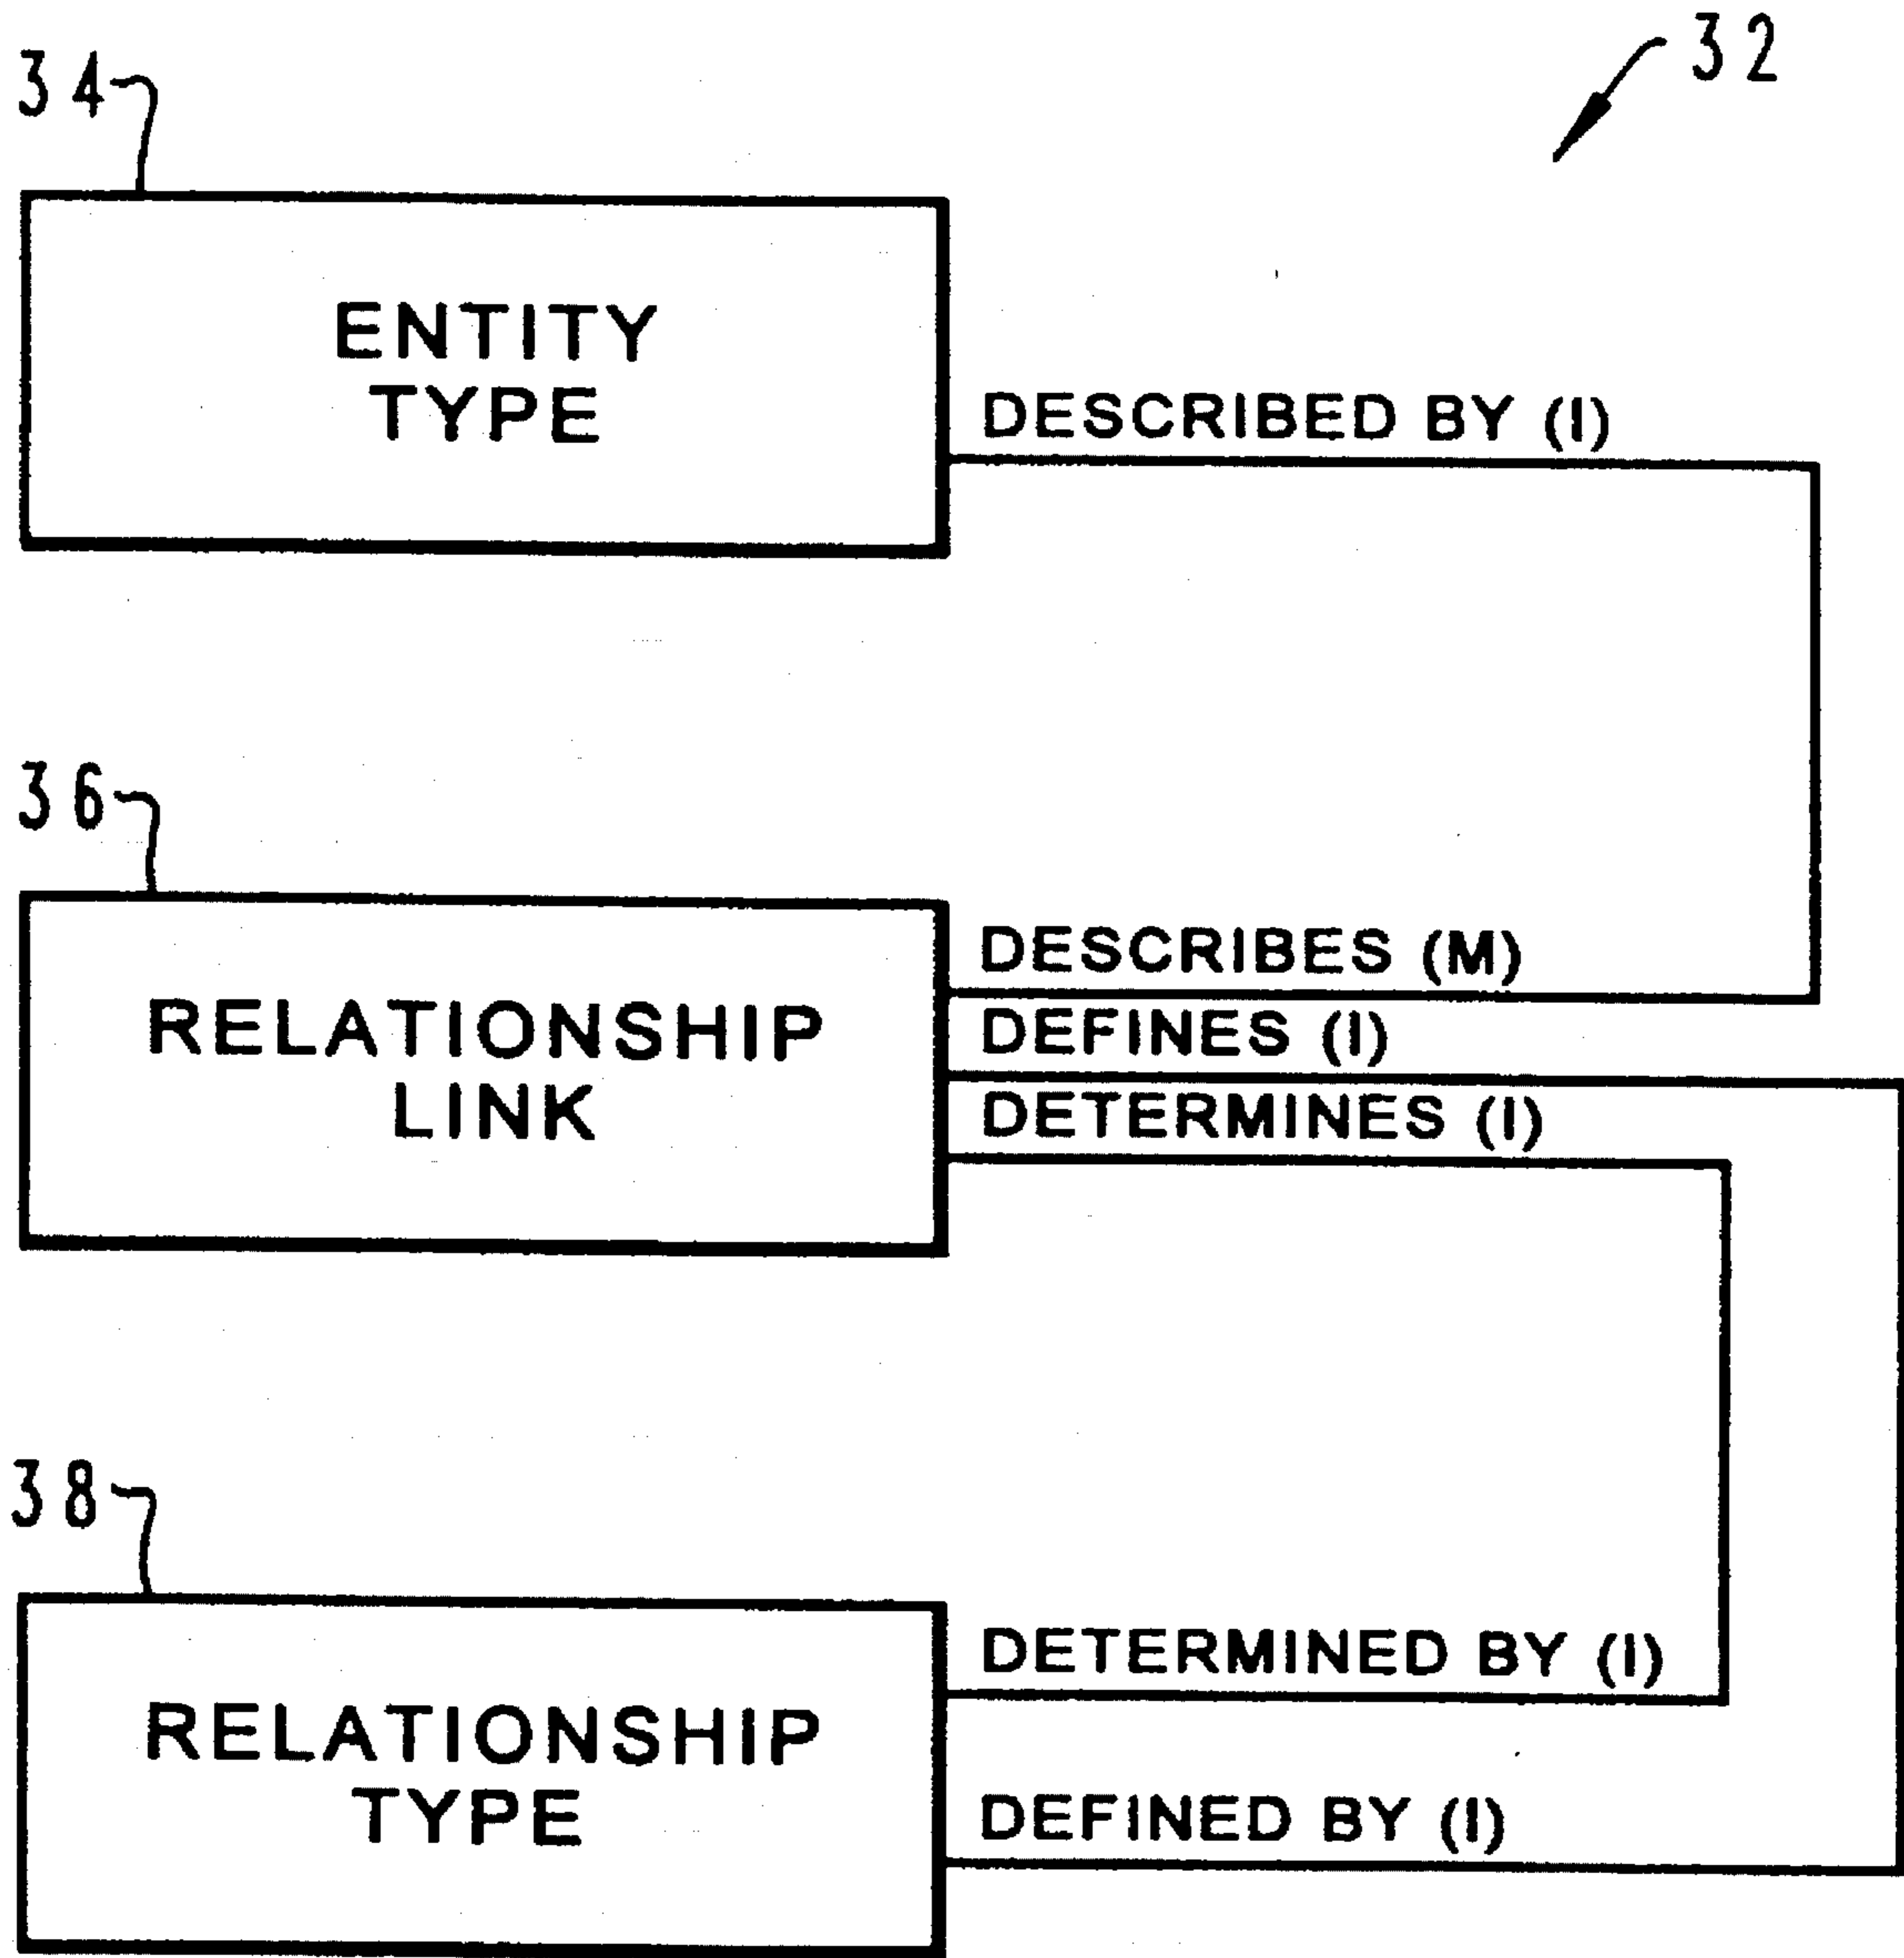 32
34
ENTITY
TYPE
DESCRIBED BY (I)
36
RELATIONSHIP
LINK
DESCRIBES (M)
DEFINES (I)
DETERMINES (I)
38
RELATIONSHIP
TYPE
DETERMINED BY (I)
DEFINED BY (I)